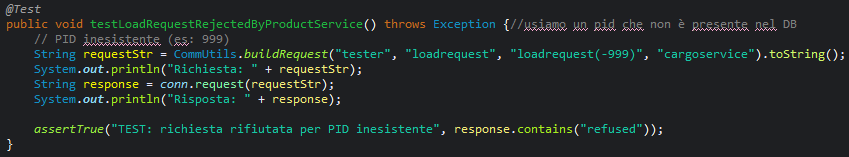 @Test
public void testLoadRequestRejectedByProductService() throws Exception {//usiamo un pid che non è presente nel DB
// PID inesistente (es: 999)
String requestStr = CommUtils.buildRequest("tester", "loadrequest", "loadrequest(-999)", "cargoservice").toString();
System.out.println("Richiesta: " + requestStr);
String response = conn.request(requestStr);
System.out.println("Risposta: " + response);
assertTrue("TEST: richiesta rifiutata per PID inesistente", response.contains("refused"));
}